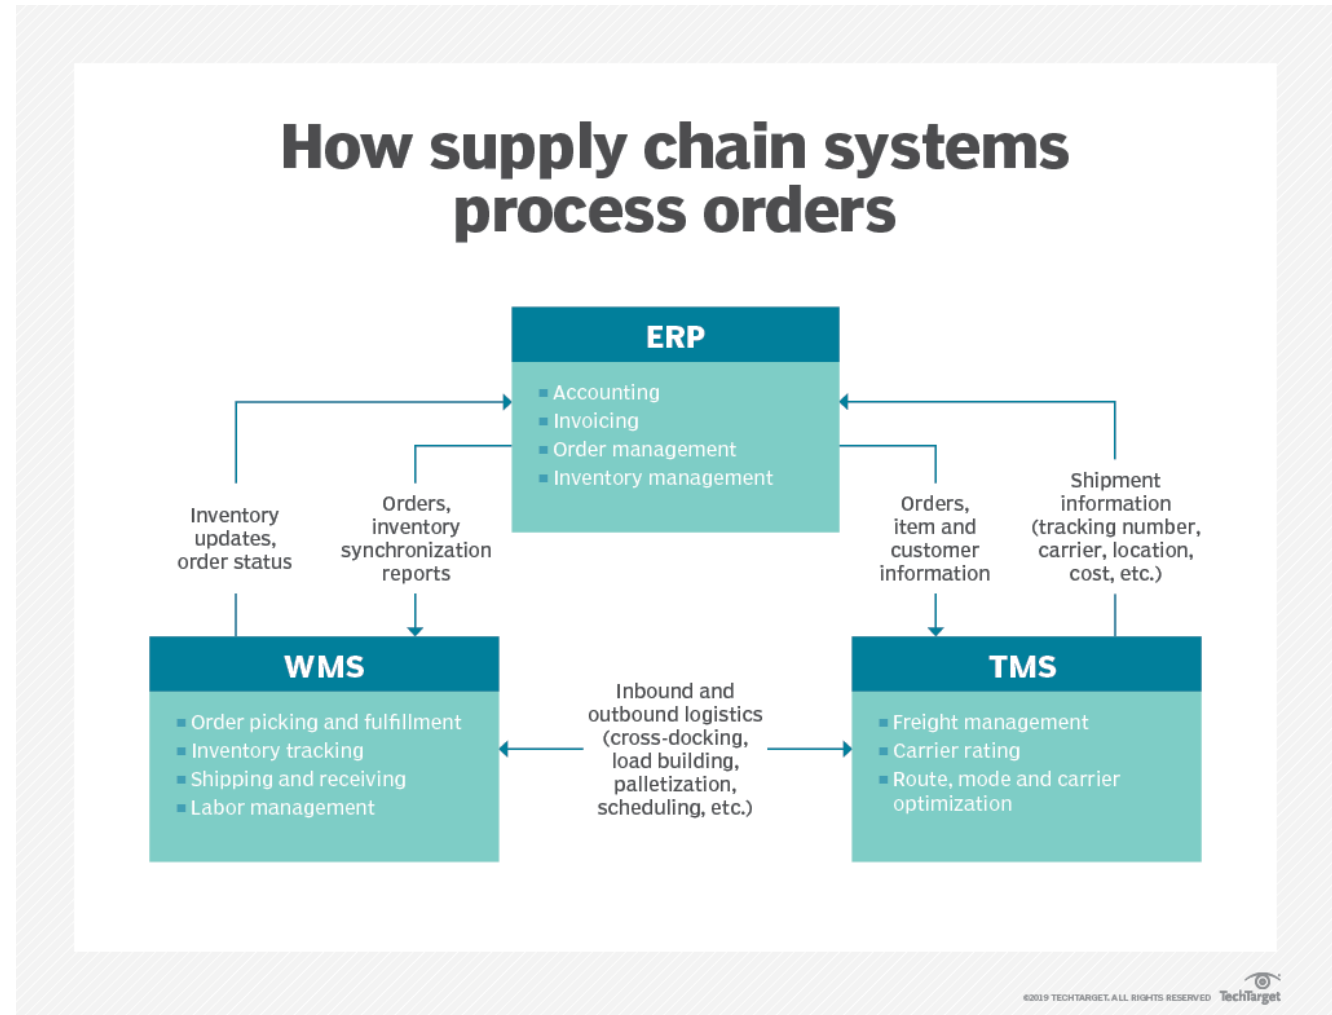 How supply chain systems
process orders
ERP
Accounting
Invoicing
Order management
Inventory management
Inventory
updates,
order status
Orders,
inventory
synchronization
reports
Orders,
item and
customer
information
Shipment
information
(tracking number,
carrier, location,
cost, etc.)
WMS
Order picking and fulfillment
Inventory tracking
Shipping and receiving
Labor management
Inbound and
outbound logistics
(cross-docking,
load building,
palletization,
scheduling, etc.)
TMS
Freight management
Carrier rating
Route, mode and carrier
optimization
©2019 TECHTARGET. ALL RIGHTS RESERVED TechTarget